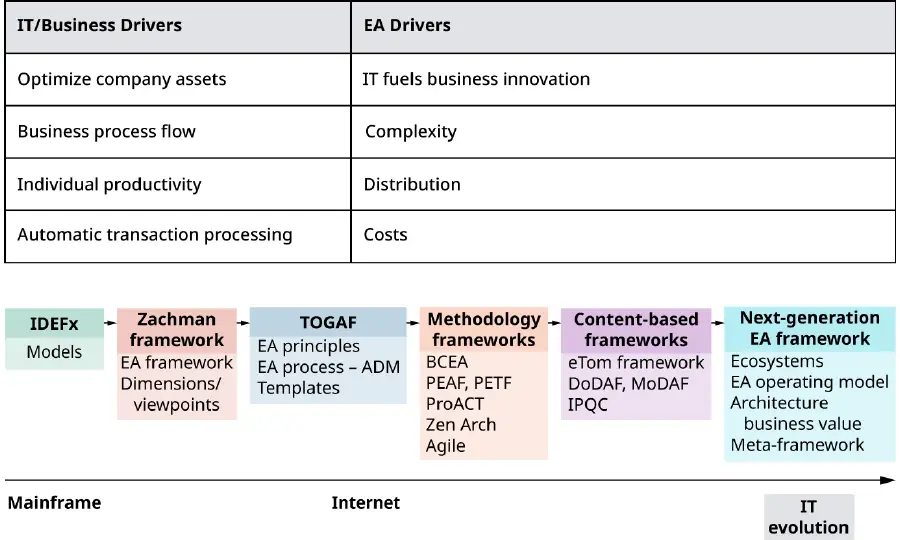 IT/Business Drivers
EA Drivers
Optimize company assets
IT fuels business innovation
Business process flow
Complexity
Individual productivity
Distribution
Automatic transaction processing
Costs
IDEFx
Models
Zachman
framework
EA framework
Dimensions/
viewpoints
TOGAF
EA principles
EA process – ADM
Templates
Methodology
frameworks
BCEA
PEAF, PETF
ProACT
Zen Arch
Agile
Content-based
frameworks
eTom framework
DoDAF, MoDAF
IPQC
Next-generation
EA framework
Ecosystems
EA operating model
Architecture
business value
Meta-framework
Mainframe
Internet
IT
evolution